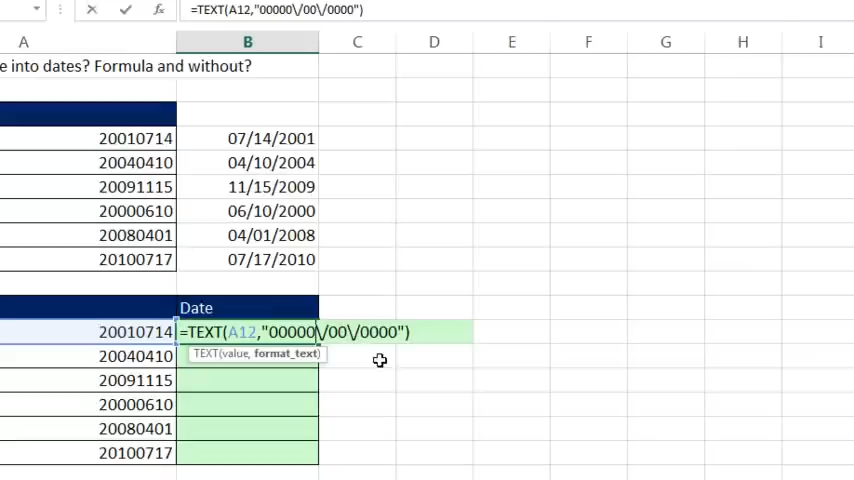 =TEXT(A12,"00000\/00\/0000")
A B C D E F G H I
e into dates? Formula and without?
20010714 07/14/2001
20040410 04/10/2004
20091115 11/15/2009
20000610 06/10/2000
20080401 04/01/2008
20100717 07/17/2010
Date
20010714 =TEXT(A12,"00000\/00\/0000")
20040410 TEXT(value, format_text)
20091115
20000610
20080401
20100717